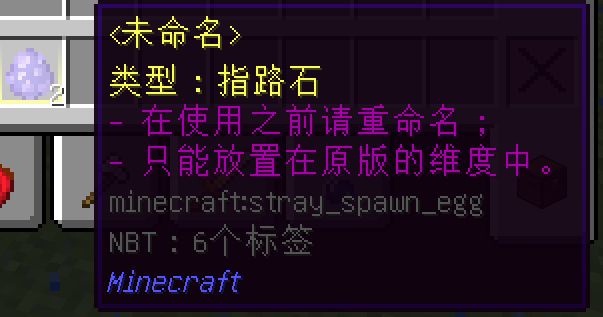 <未命名>
类型：指路石
- 在使用之前请重命名；
- 只能放置在原版的维度中。
minecraft:stray_spawn_egg
NBT：6个标签
Minecraft
2